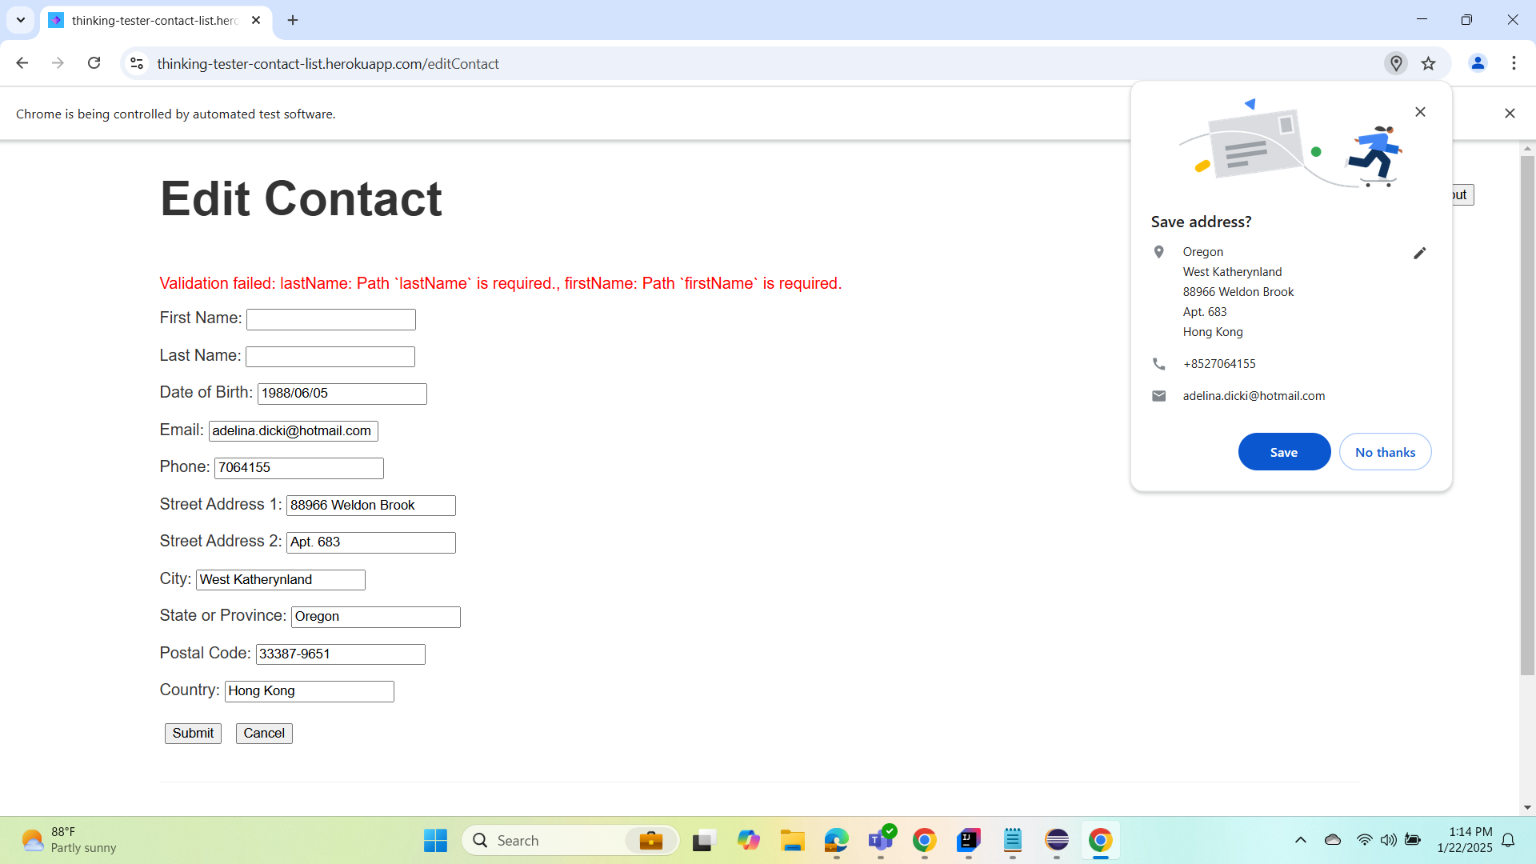 thinking-tester-contact-list.herc
thinking-tester-contact-list.herokuapp.com/editContact
Chrome is being controlled by automated test software.
Edit Contact
out
Validation failed: lastName: Path `lastName` is required., firstName: Path `firstName` is required.
First Name:
Last Name:
Date of Birth: 1988/06/05
Email: adelina.dicki@hotmail.com
Phone: 7064155
Street Address 1: 88966 Weldon Brook
Street Address 2: Apt. 683
City: West Katherynland
State or Province: Oregon
Postal Code: 33387-9651
Country: Hong Kong
Submit Cancel
Save address?
Oregon
West Katherynland
88966 Weldon Brook
Apt. 683
Hong Kong
+8527064155
adelina.dicki@hotmail.com
Save No thanks
88°F
Partly sunny
Search
1:14 PM
1/22/2025